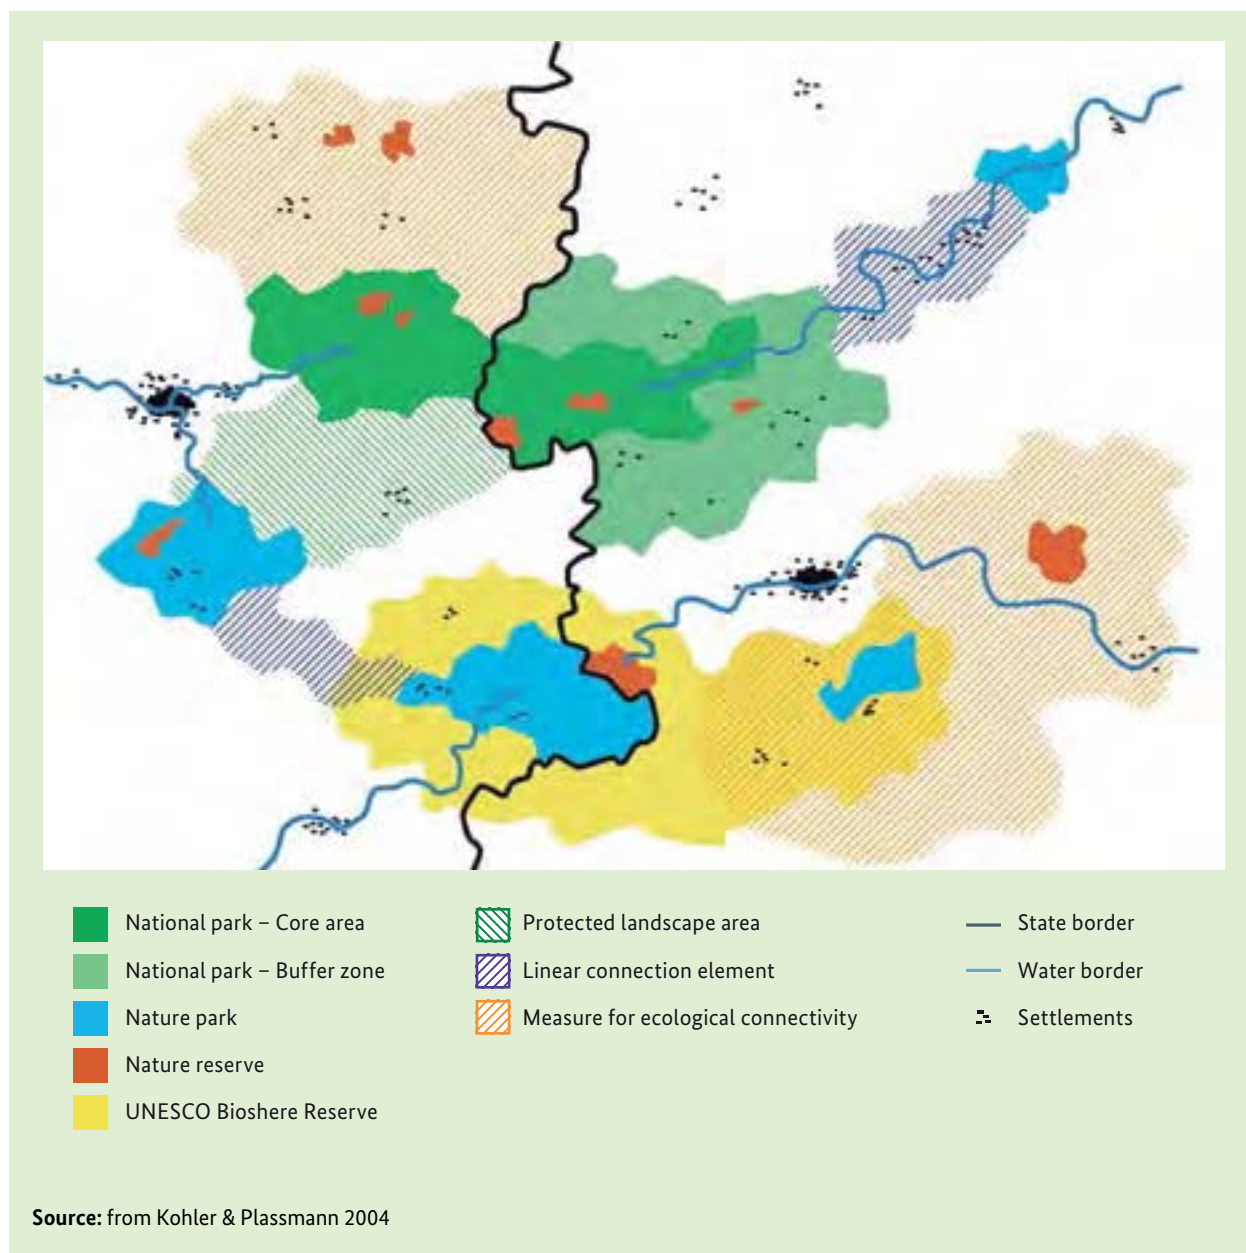 National park – Core area
National park – Buffer zone
Nature park
Nature reserve
UNESCO Bioshere Reserve
Protected landscape area
Linear connection element
Measure for ecological connectivity
State border
Water border
Settlements
Source: from Kohler & Plassmann 2004